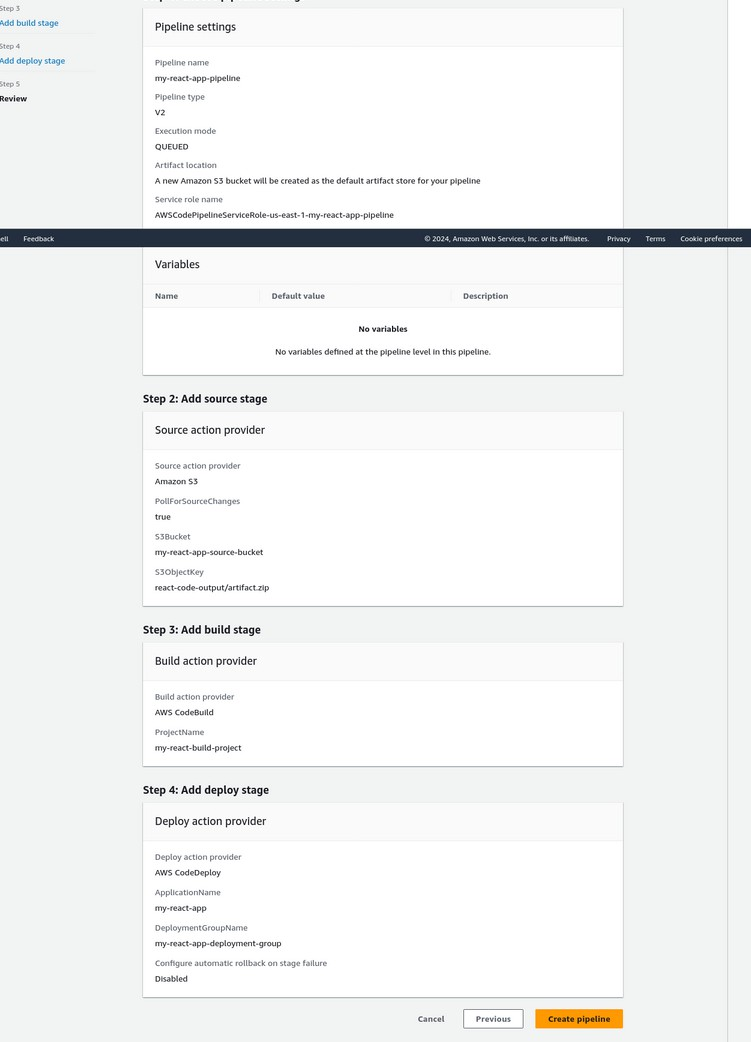 Step 3
Add build stage
Step 4
Add deploy stage
Step 5
Review
Pipeline settings
Pipeline name
my-react-app-pipeline
Pipeline type
V2
Execution mode
QUEUED
Artifact location
A new Amazon S3 bucket will be created as the default artifact store for your pipeline
Service role name
AWSCodePipelineServiceRole-us-east-1-my-react-app-pipeline
Feedback
© 2024, Amazon Web Services, Inc. or its affiliates.
Privacy
Terms
Cookie preferences
Variables
Name
Default value
Description
No variables
No variables defined at the pipeline level in this pipeline.
Step 2: Add source stage
Source action provider
Source action provider
Amazon S3
PollForSourceChanges
true
S3Bucket
my-react-app-source-bucket
S3ObjectKey
react-code-output/artifact.zip
Step 3: Add build stage
Build action provider
Build action provider
AWS CodeBuild
ProjectName
my-react-build-project
Step 4: Add deploy stage
Deploy action provider
Deploy action provider
AWS CodeDeploy
ApplicationName
my-react-app
DeploymentGroupName
my-react-app-deployment-group
Configure automatic rollback on stage failure
Disabled
Cancel
Previous
Create pipeline